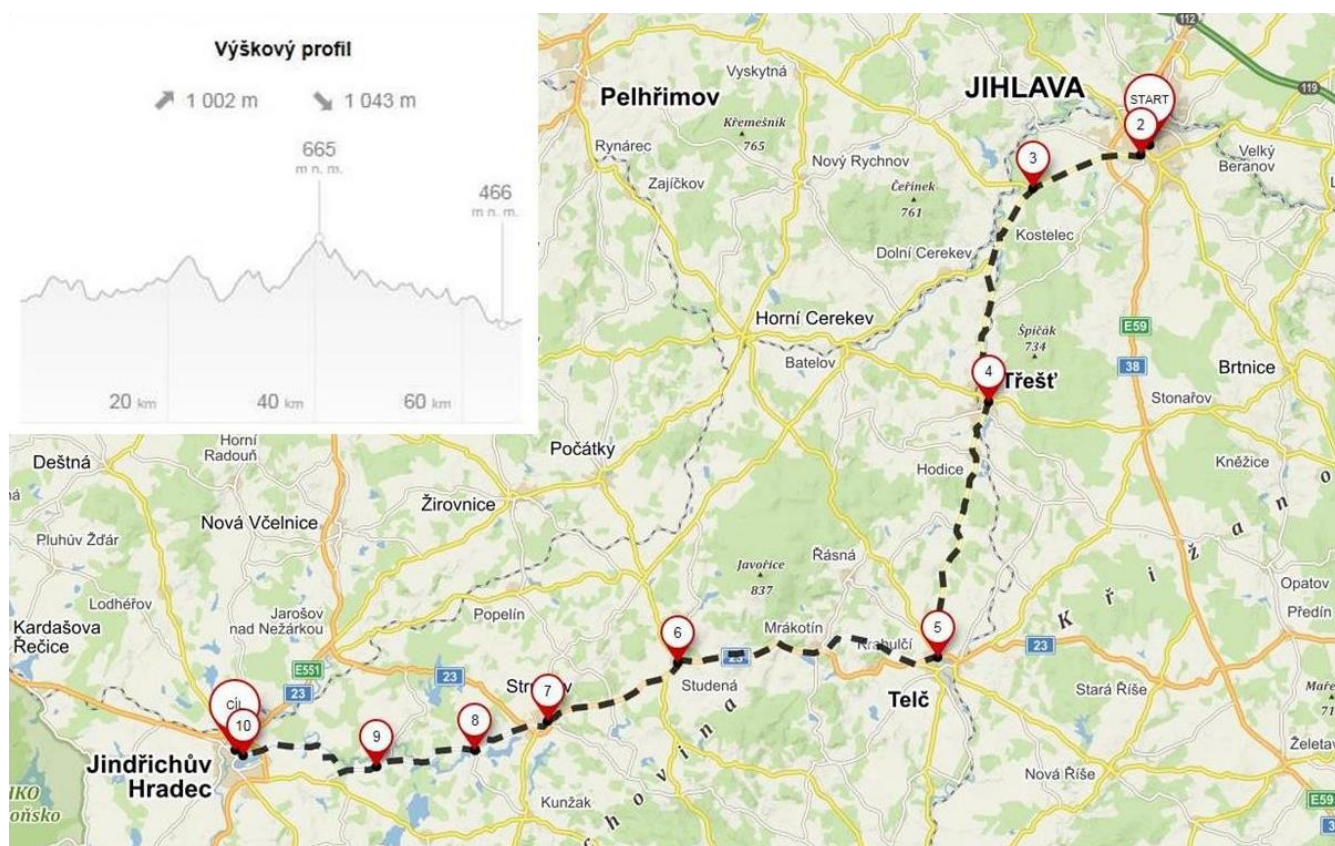 Výškový profil
1 002 m
1 043 m
665
m n. m.
466
m n. m.
20 km
40 km
60 km
112
119
Vyskytná
Pelhřimov
JIHLAVA
START
2
Křemešník
765
Rynárec
Nový Rychnov
3
Velký
Beranov
Zajíčkov
Čeřínek
761
Kostelec
Dolní Cerekev
Horní Cerekev
E59
Špičák
734
Batelov
38
Brtnice
4
Třešť
Stonařov
Horní
Radouň
Počátky
Deštná
Hodice
Kněžice
Žirovnice
Nová Včelnice
Pluhův Žďár
Řásná
Javořice
837
Opatov
Lodhéřov
Popelín
Předín
Jarošov
nad Nežárkou
Kardašova
Řečice
6
Mrákotín
Krahulčí
5
23
23
E551
23
23
Studená
Telč
Stará Říše
7
cíl
10
8
9
Jindřichův
Hradec
Nová Říše
Želetava
Kunžak
E59